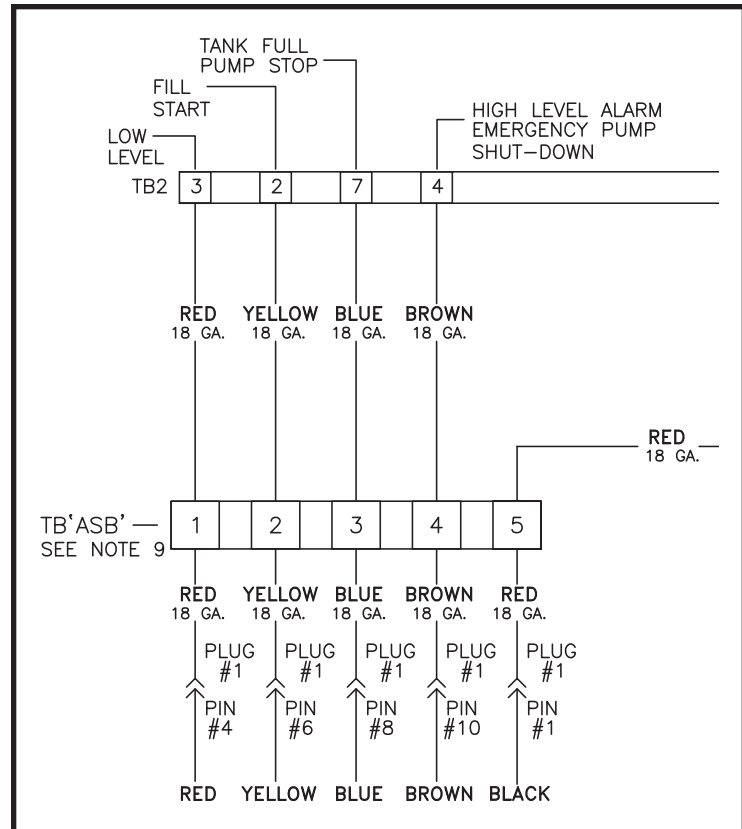 TANK FULL
PUMP STOP
FILL
START
HIGH LEVEL ALARM
EMERGENCY PUMP
SHUT-DOWN
LOW
LEVEL
TB2 3 2 7 4
RED YELLOW BLUE BROWN
18 GA. 18 GA. 18 GA. 18 GA.
RED
18 GA.
TB'ASB' 1 2 3 4 5
SEE NOTE 9
RED YELLOW BLUE BROWN RED
18 GA. 18 GA. 18 GA. 18 GA. 18 GA.
PLUG PLUG PLUG PLUG PLUG
#1 #1 #1 #1 #1
PIN PIN PIN PIN PIN
#4 #6 #8 #10 #1
RED YELLOW BLUE BROWN BLACK